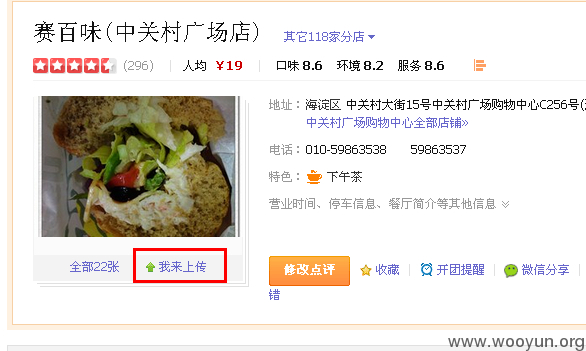 赛百味(中关村广场店) 其它118家分店
(296) 人均 ¥19 口味 8.6 环境 8.2 服务 8.6
地址: 海淀区 中关村大街15号中关村广场购物中心C256号
中关村广场购物中心全部店铺»
电话: 010-59863538 59863537
特色: 下午茶
营业时间、停车信息、餐厅简介等其他信息
全部22张 我来上传
修改点评 收藏 开团提醒 微信分享
错
www.wooyun.org